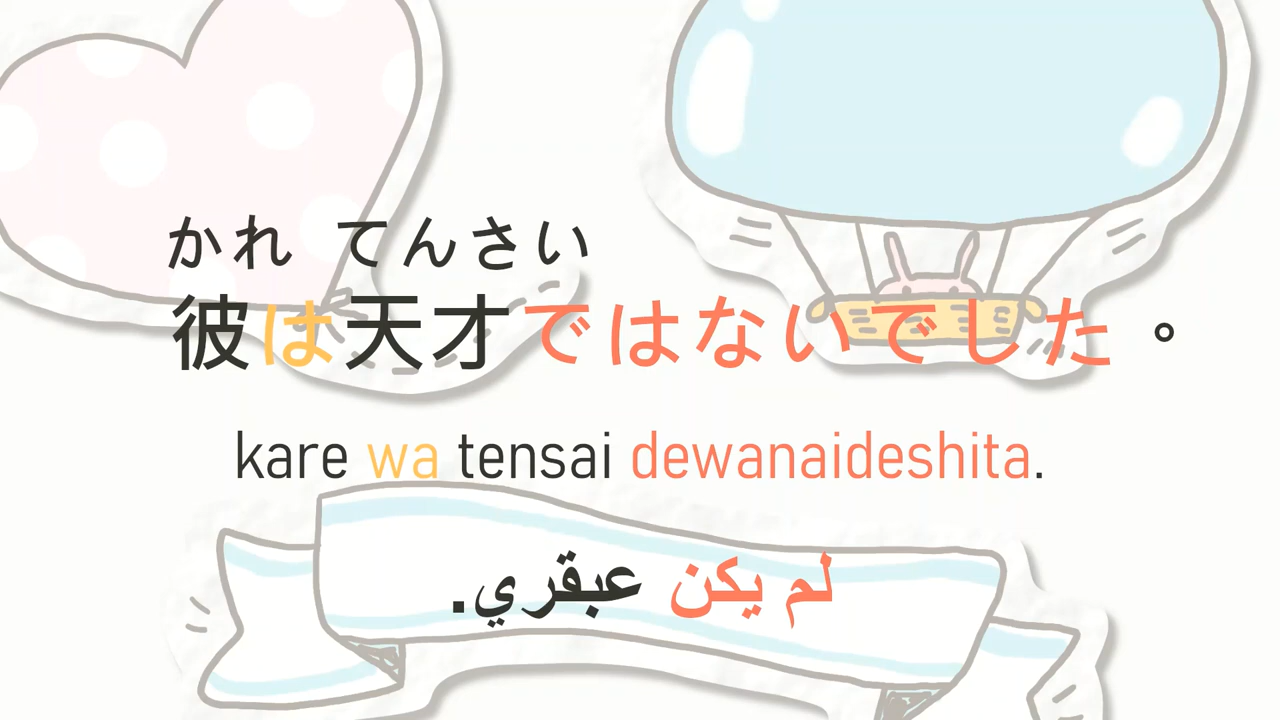 かれ てんさい
彼は天才ではないでした。
kare wa tensai dewanaideshita.
لم يكن عبقري.